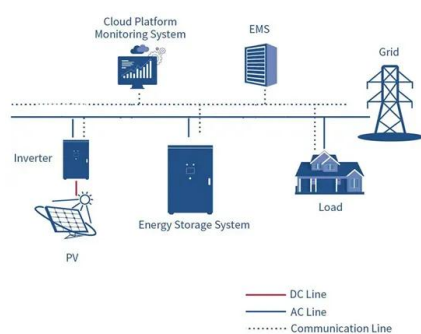 Cloud Platform
Monitoring System
EMS
Grid
Inverter
Energy Storage System
Load
PV
DC Line
AC Line
Communication Line